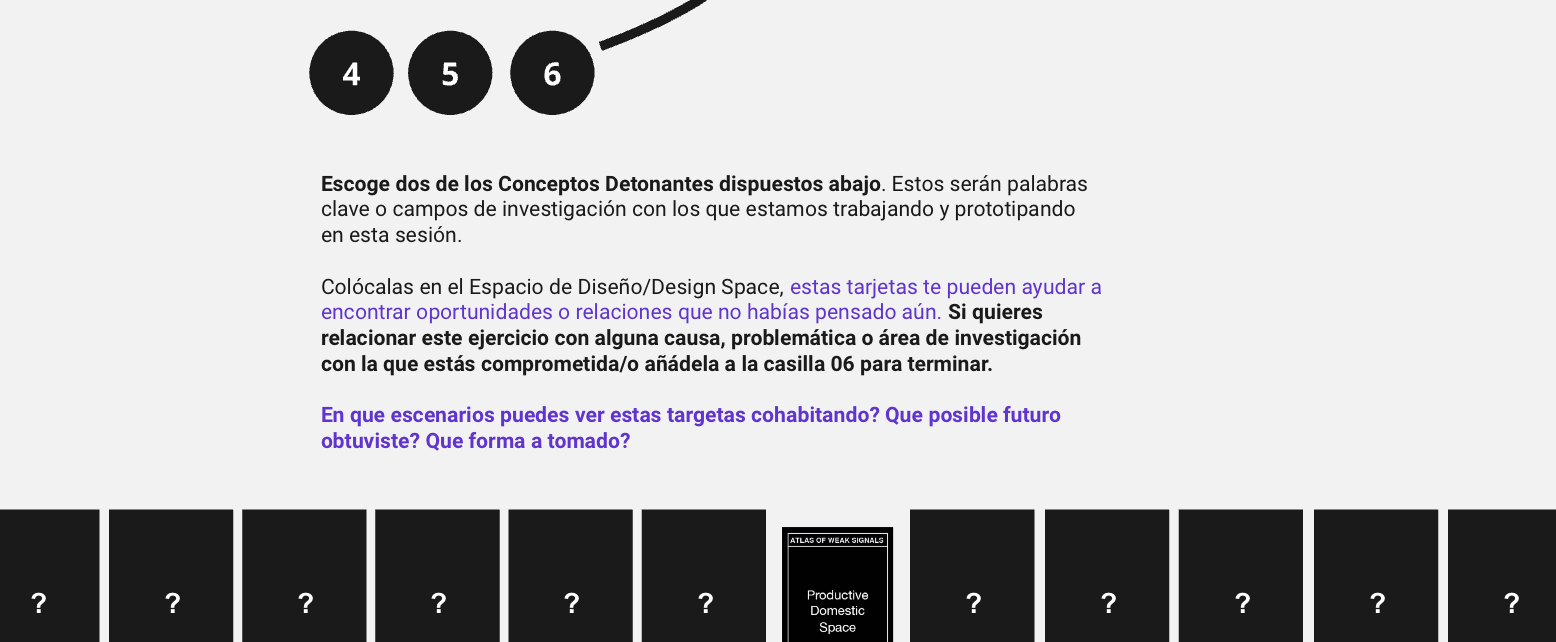 4 5 6
Escoge dos de los Conceptos Detonantes dispuestos abajo. Estos serán palabras
clave o campos de investigación con los que estamos trabajando y prototipando
en esta sesión.
Colócalas en el Espacio de Diseño/Design Space, estas tarjetas te pueden ayudar a
encontrar oportunidades o relaciones que no habías pensado aún. Si quieres
relacionar este ejercicio con alguna causa, problemática o área de investigación
con la que estás comprometida/o añádela a la casilla 06 para terminar.
En que escenarios puedes ver estas targetas cohabitando? Que posible futuro
obtuviste? Que forma a tomado?
ATLAS OF WEAK SIGNALS
Productive
Domestic
Space
? ? ? ? ? ? ? ? ? ? ?